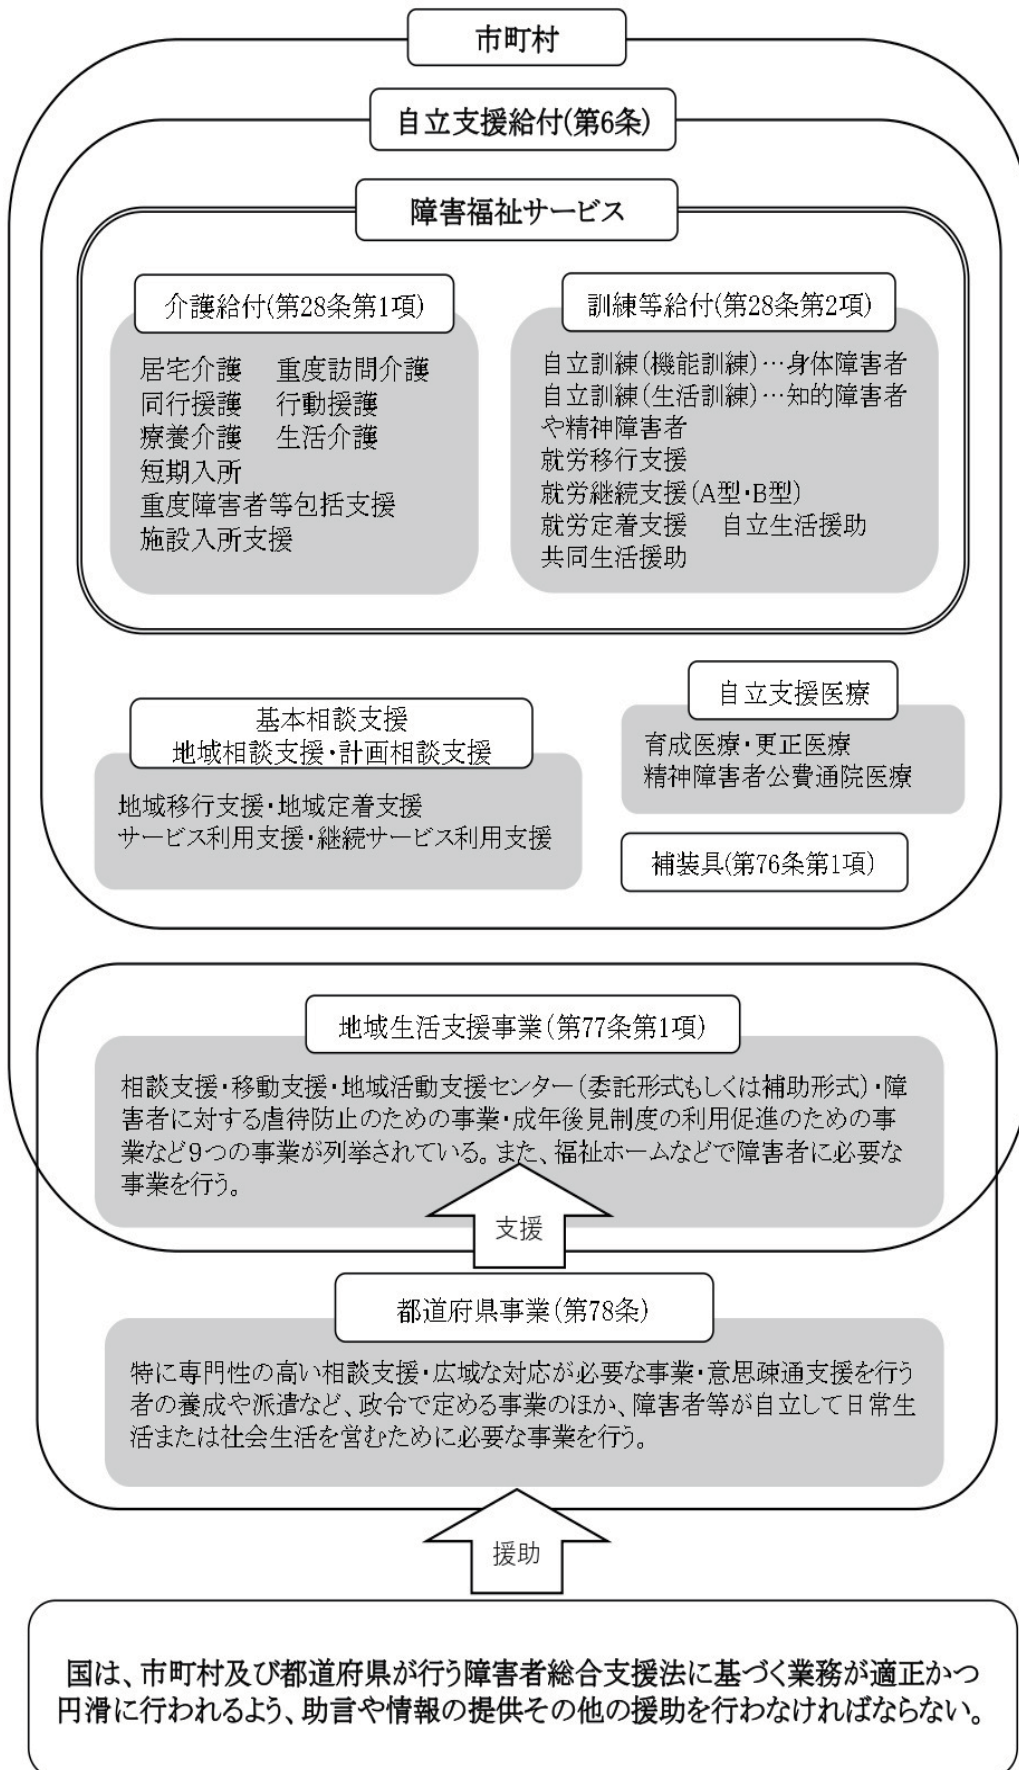 市町村
自立支援給付(第6条)
障害福祉サービス
介護給付(第28条第1項)
居宅介護　重度訪問介護
同行援護　行動援護
療養介護　生活介護
短期入所
重度障害者等包括支援
施設入所支援
訓練等給付(第28条第2項)
自立訓練(機能訓練)…身体障害者
自立訓練(生活訓練)…知的障害者
や精神障害者
就労移行支援
就労継続支援(A型・B型)
就労定着支援　自立生活援助
共同生活援助
基本相談支援
地域相談支援・計画相談支援
地域移行支援・地域定着支援
サービス利用支援・継続サービス利用支援
自立支援医療
育成医療・更正医療
精神障害者公費通院医療
補装具(第76条第1項)
地域生活支援事業(第77条第1項)
相談支援・移動支援・地域活動支援センター(委託形式もしくは補助形式)・障
害者に対する虐待防止のための事業・成年後見制度の利用促進のための事
業など9つの事業が列挙されている。また、福祉ホームなどで障害者に必要な
事業を行う。
支援
都道府県事業(第78条)
特に専門性の高い相談支援・広域な対応が必要な事業・意思疎通支援を行う
者の養成や派遣など、政令で定める事業のほか、障害者等が自立して日常生
活または社会生活を営むために必要な事業を行う。
援助
国は、市町村及び都道府県が行う障害者総合支援法に基づく業務が適正かつ
円滑に行われるよう、助言や情報の提供その他の援助を行わなければならない。